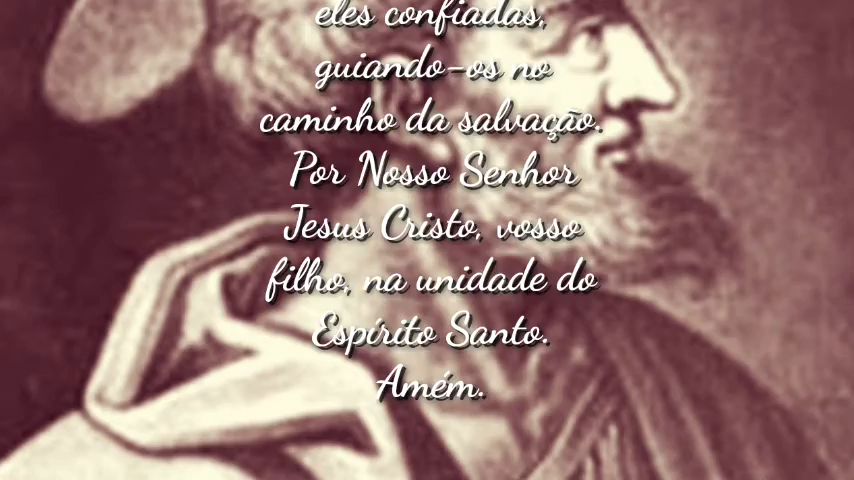 eles confiadas,
guiando-os no
caminho da salvação.
Por Nosso Senhor
Jesus Cristo, vosso
filho, na unidade do
Espírito Santo.
Amém.